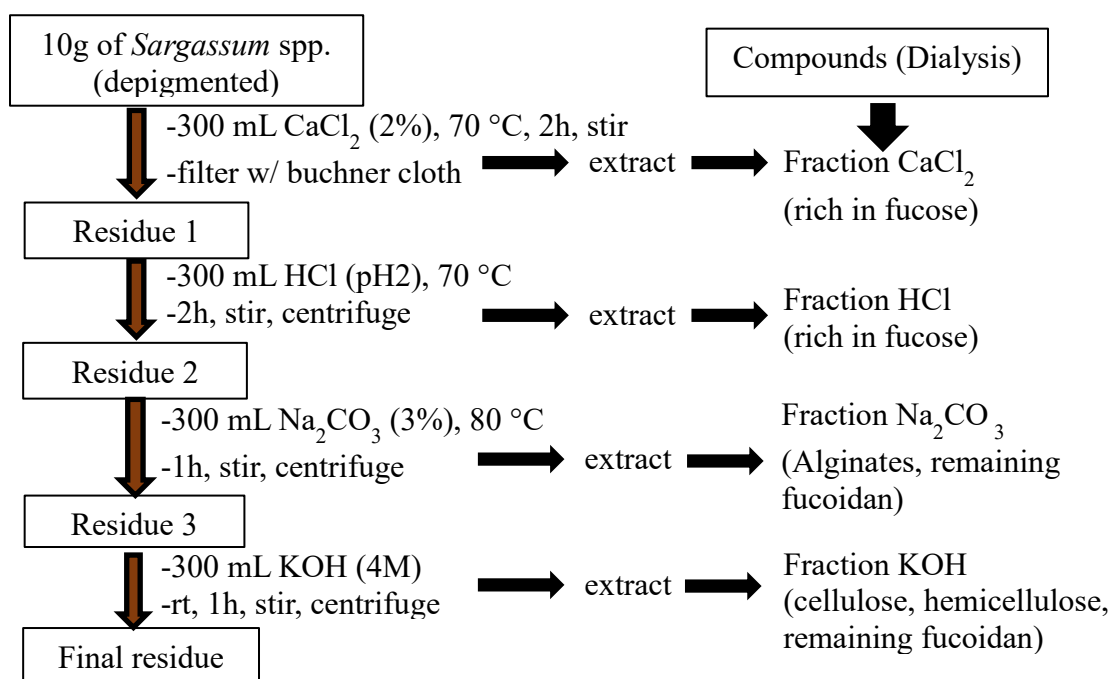 10g of Sargassum spp.
(depigmented)
Compounds (Dialysis)
-300 mL CaCl₂ (2%), 70 °C, 2h, stir
-filter w/ buchner cloth
extract
Fraction CaCl₂
(rich in fucose)
Residue 1
-300 mL HCl (pH2), 70 °C
-2h, stir, centrifuge
extract
Fraction HCl
(rich in fucose)
Residue 2
-300 mL Na₂CO₃ (3%), 80 °C
-1h, stir, centrifuge
extract
Fraction Na₂CO₃
(Alginates, remaining
fucoidan)
Residue 3
-300 mL KOH (4M)
-rt, 1h, stir, centrifuge
extract
Fraction KOH
(cellulose, hemicellulose,
remaining fucoidan)
Final residue